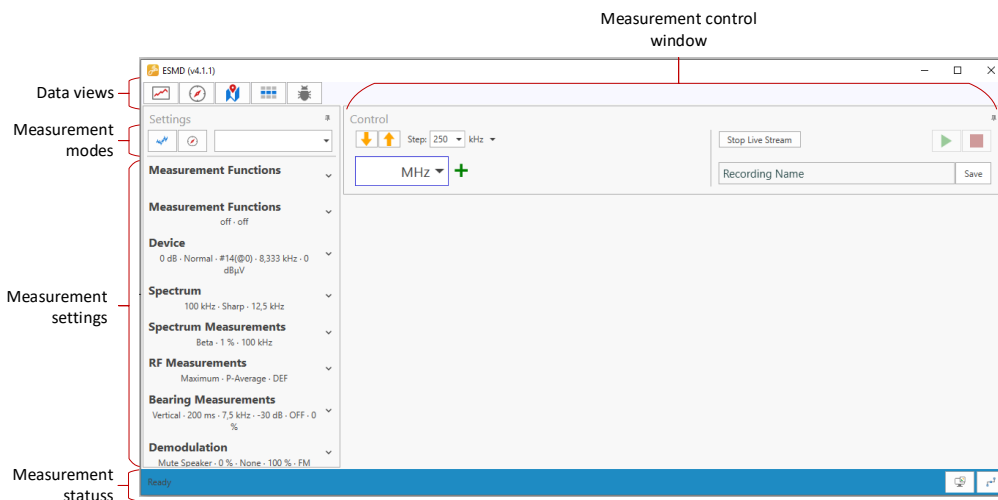 Measurement control
window
ESMD (v4.1.1)
Data views
Measurement
modes
Settings
Control
Step: 250 kHz
Stop Live Stream
MHz
Recording Name
Save
Measurement
settings
Measurement Functions
Measurement Functions
off · off
Device
0 dB · Normal · #14(@0) · 8,333 kHz · 0
dBµV
Spectrum
100 kHz · Sharp · 12,5 kHz
Spectrum Measurements
Beta · 1 % · 100 kHz
RF Measurements
Maximum · P-Average · DEF
Bearing Measurements
Vertical · 200 ms · 7,5 kHz · -30 dB · OFF · 0
%
Demodulation
Mute Speaker · 0 % · None · 100 % · FM
Measurement
statuss
Ready